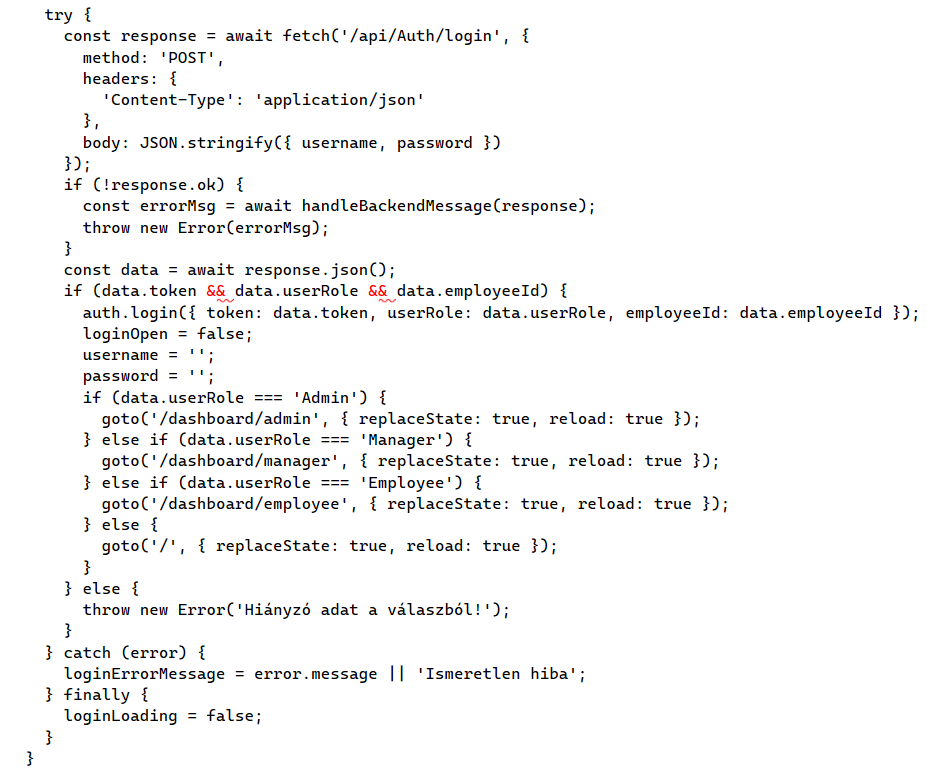 try {
const response = await fetch('/api/Auth/login', {
method: 'POST',
headers: {
'Content-Type': 'application/json'
},
body: JSON.stringify({ username, password })
});
if (!response.ok) {
const errorMsg = await handleBackendMessage(response);
throw new Error(errorMsg);
}
const data = await response.json();
if (data.token && data.userRole && data.employeeId) {
auth.login({ token: data.token, userRole: data.userRole, employeeId: data.employeeId });
loginOpen = false;
username = '';
password = '';
if (data.userRole === 'Admin') {
goto('/dashboard/admin', { replaceState: true, reload: true });
} else if (data.userRole === 'Manager') {
goto('/dashboard/manager', { replaceState: true, reload: true });
} else if (data.userRole === 'Employee') {
goto('/dashboard/employee', { replaceState: true, reload: true });
} else {
goto('/', { replaceState: true, reload: true });
}
} else {
throw new Error('Hiányzó adat a válaszból!');
}
} catch (error) {
loginErrorMessage = error.message || 'Ismeretlen hiba';
} finally {
loginLoading = false;
}
}